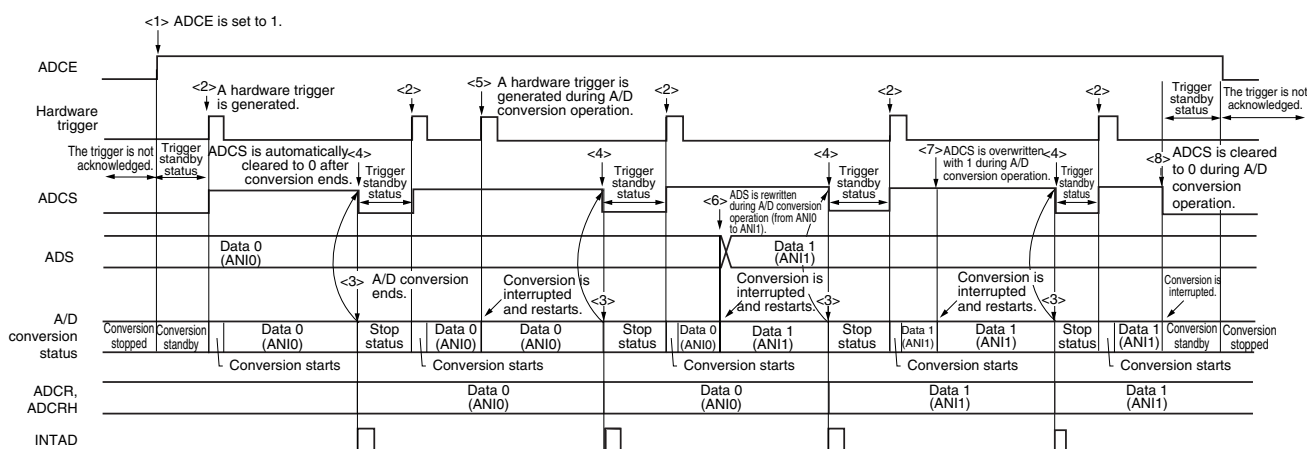 <1> ADCE is set to 1.
ADCE
<2> A hardware trigger
is generated.
<2>
<5> A hardware trigger is
generated during A/D
conversion operation.
<2>
<2>
<2>
Trigger
standby
status
The trigger is not
acknowledged.
Hardware
trigger
The trigger is not
acknowledged.
Trigger
standby
status
ADCS is automatically
cleared to 0 after
conversion ends.
<4>
Trigger
standby
status
<4>
Trigger
standby
status
<4>
Trigger
standby
status
<7> ADCS is overwritten
with 1 during A/D
conversion operation.
<4>
Trigger
standby
status
<8> ADCS is cleared
to 0 during A/D
conversion
operation.
ADCS
<6> ADS is rewritten
during A/D conversion
operation (from ANI0
to ANI1).
ADS
Data 0
(ANI0)
Data 1
(ANI1)
<3> A/D conversion
ends.
Conversion is
interrupted
and restarts.
<3>
Conversion is
interrupted
and restarts.
<3>
Conversion is
interrupted
and restarts.
<3>
Conversion is
interrupted.
A/D
conversion
status
Conversion
stopped
Conversion
standby
Data 0
(ANI0)
Stop
status
Data 0
(ANI0)
Data 0
(ANI0)
Stop
status
Data 0
(ANI0)
Data 1
(ANI1)
Stop
status
Data 1
(ANI1)
Data 1
(ANI1)
Stop
status
Data 1
(ANI1)
Conversion
standby
Conversion
stopped
Conversion starts
Conversion starts
Conversion starts
Conversion starts
Conversion starts
ADCR,
ADCRH
Data 0
(ANI0)
Data 0
(ANI0)
Data 1
(ANI1)
Data 1
(ANI1)
INTAD